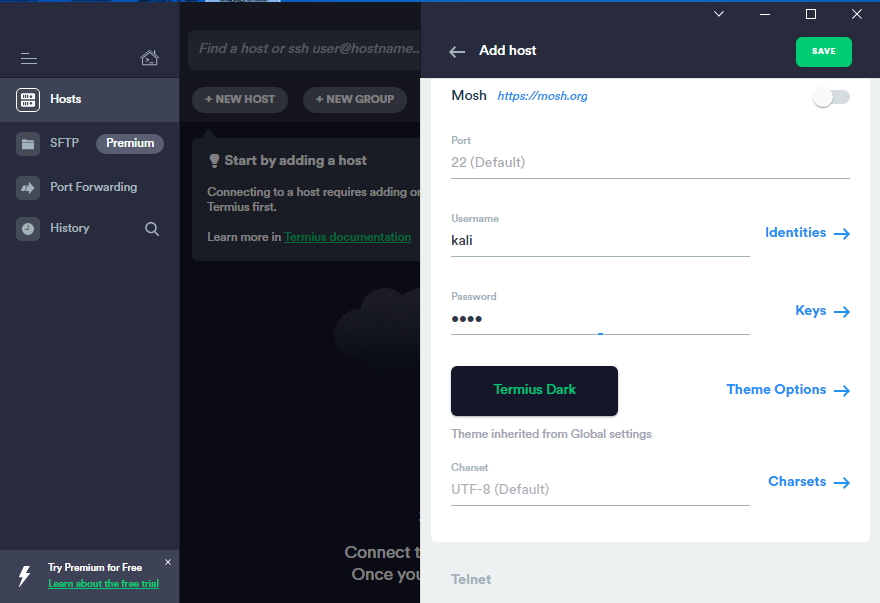 Find a host or ssh user@hostname..
Add host
SAVE
Hosts
SFTP
Premium
Port Forwarding
History
+ NEW HOST
+ NEW GROUP
Start by adding a host
Connecting to a host requires adding
Termius first.
Learn more in Termius documentation
Connect
Once you
Try Premium for Free
Learn about the free trial
Mosh https://mosh.org
Port
22 (Default)
Username
kali
Identities
Password
••••
Keys
Termius Dark
Theme Options
Theme inherited from Global settings
Charset
UTF-8 (Default)
Charsets
Telnet